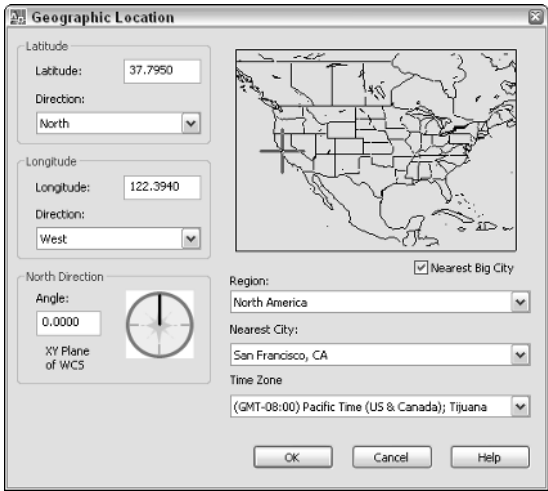 Geographic Location
Latitude
Latitude:
37.7950
Direction:
North
Longitude
Longitude:
122.3940
Direction:
West
North Direction
Angle:
0.0000
XY Plane
of WCS
Nearest Big City
Region:
North America
Nearest City:
San Francisco, CA
Time Zone
(GMT-08:00) Pacific Time (US & Canada); Tijuana
OK
Cancel
Help